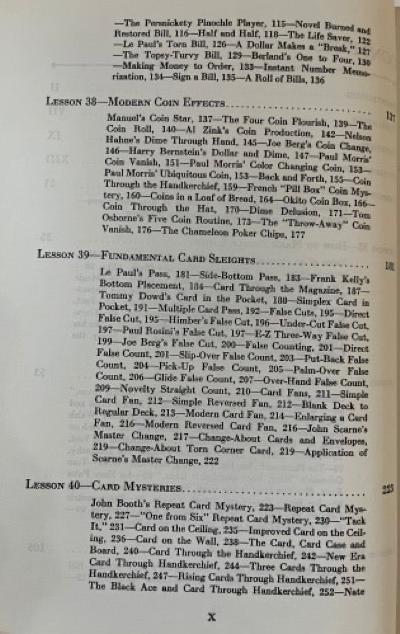 —The Persnickety Pinochle Player, 115—Novel Burned and
Restored Bill, 116—Half and Half, 118—The Life Saver, 122
—Le Paul's Torn Bill, 126—A Dollar Makes a "Break," 127
—The Topsy-Turvy Bill, 129—Berland's One to Four, 130
—Making Money to Order, 133—Instant Number Memo-
rization, 134—Sign a Bill, 135—A Roll of Bills, 136
LESSON 38—MODERN COIN EFFECTS 137
Manuel's Coin Star, 137—The Four Coin Flourish, 139—The
Coin Roll, 140—Al Zink's Coin Production, 142—Nelson
Hahne's Dime Through Hand, 145—Joe Berg's Coin Change,
146—Harry Bernstein's Dollar and Dime, 147—Paul Morris'
Coin Vanish, 151—Paul Morris' Color Changing Coin, 153—
Paul Morris' Ubiquitous Coin, 153—Back and Forth, 155—Coin
Through the Handkerchief, 159—French "Pill Box" Coin Mys-
tery, 160—Coins in a Loaf of Bread, 164—Okito Coin Box, 166—
Coin Through the Hat, 170—Dime Delusion, 171—Tom
Osborne's Five Coin Routine, 173—The "Throw-Away" Coin
Vanish, 176—The Chameleon Poker Chips, 177
LESSON 39—FUNDAMENTAL CARD SLEIGHTS 181
Le Paul's Pass, 181—Side-Bottom Pass, 183—Frank Kelly's
Bottom Placement, 184—Card Through the Magazine, 187—
Tommy Dowd's Card in the Pocket, 188—Simplex Card in
Pocket, 191—Multiple Card Pass, 192—False Cuts, 195—Direct
False Cut, 195—Himber's False Cut, 196—Under-Cut False Cut,
197—Paul Rosini's False Cut, 197—E-Z Three-Way False Cut,
199—Joe Berg's False Cut, 200—False Counting, 201—Direct
False Count, 201—Slip-Over False Count, 203—Put-Back False
Count, 204—Pick-Up False Count, 205—Palm-Over False
Count, 206—Glide False Count, 207—Over-Hand False Count,
209—Novelty Straight Count, 210—Card Fans, 211—Simple
Card Fan, 212—Simple Reversed Fan, 212—Blank Deck to
Regular Deck, 213—Modern Card Fan, 214—Enlarging a Card
Fan, 216—Modern Reversed Card Fan, 216—John Scarne's
Master Change, 217—Change-About Cards and Envelopes,
219—Change-About Torn Corner Card, 219—Application of
Scarne's Master Change, 222
LESSON 40—CARD MYSTERIES 223
John Booth's Repeat Card Mystery, 223—Repeat Card Mys-
tery, 227—"One from Six" Repeat Card Mystery, 230—"Tack
It," 231—Card on the Ceiling, 235—Improved Card on the Ceil-
ing, 236—Card on the Wall, 238—The Card, Card Case and
Board, 240—Card Through the Handkerchief, 242—New Era
Card Through Handkerchief, 244—Three Cards Through the
Handkerchief, 247—Rising Cards Through Handkerchief, 251—
The Black Ace and Card Through Handkerchief, 252—Nate
X